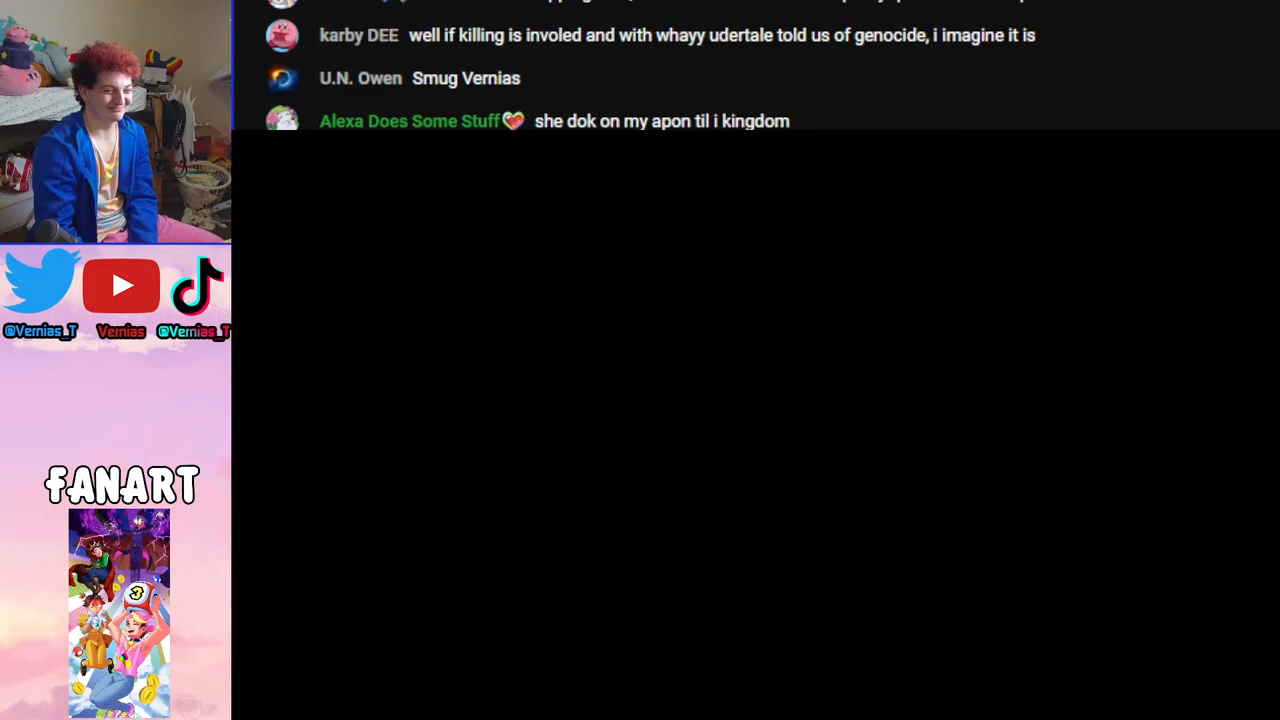 karby DEE well if killing is involed and with whayy udertale told us of genocide, i imagine it is
U.N. Owen Smug Vernias
Alexa Does Some Stuff she dok on my apon til i kingdom
@Vernias_T Vernias @Vernias_T
FANART
3